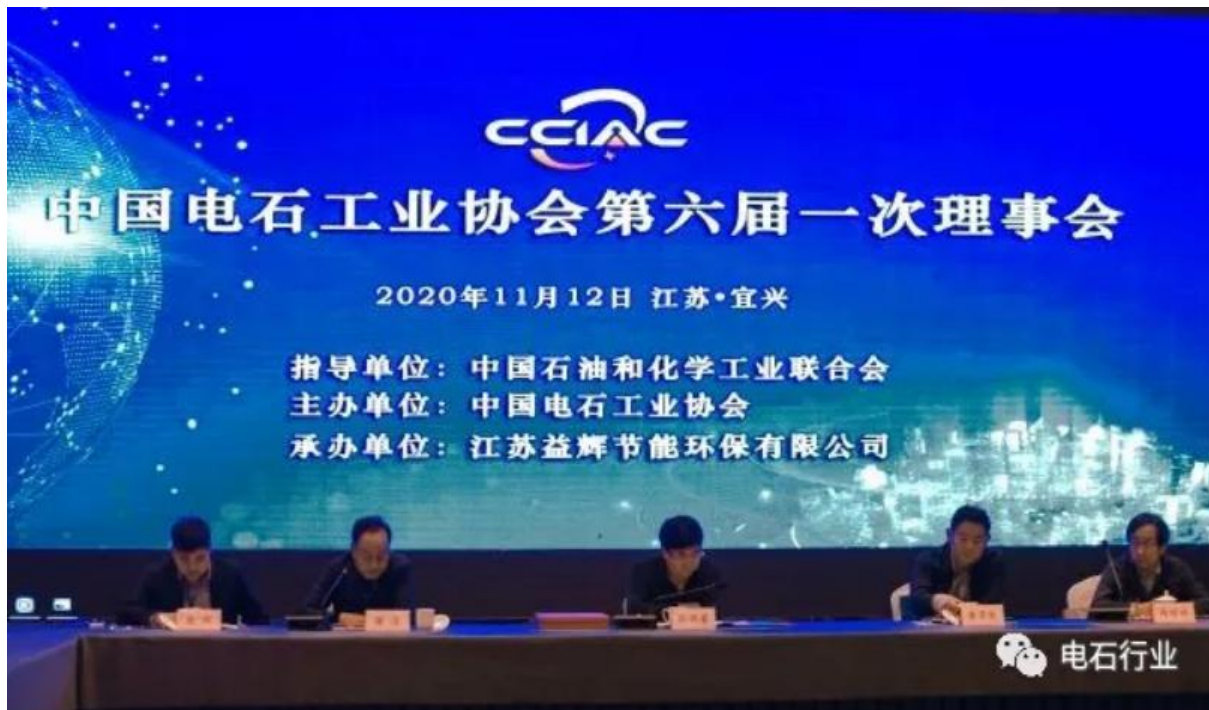 CCIAC
中国电石工业协会第六届一次理事会
2020年11月12日 江苏•宜兴
指导单位：中国石油和化学工业联合会
主办单位：中国电石工业协会
承办单位：江苏益辉节能环保有限公司
电石行业